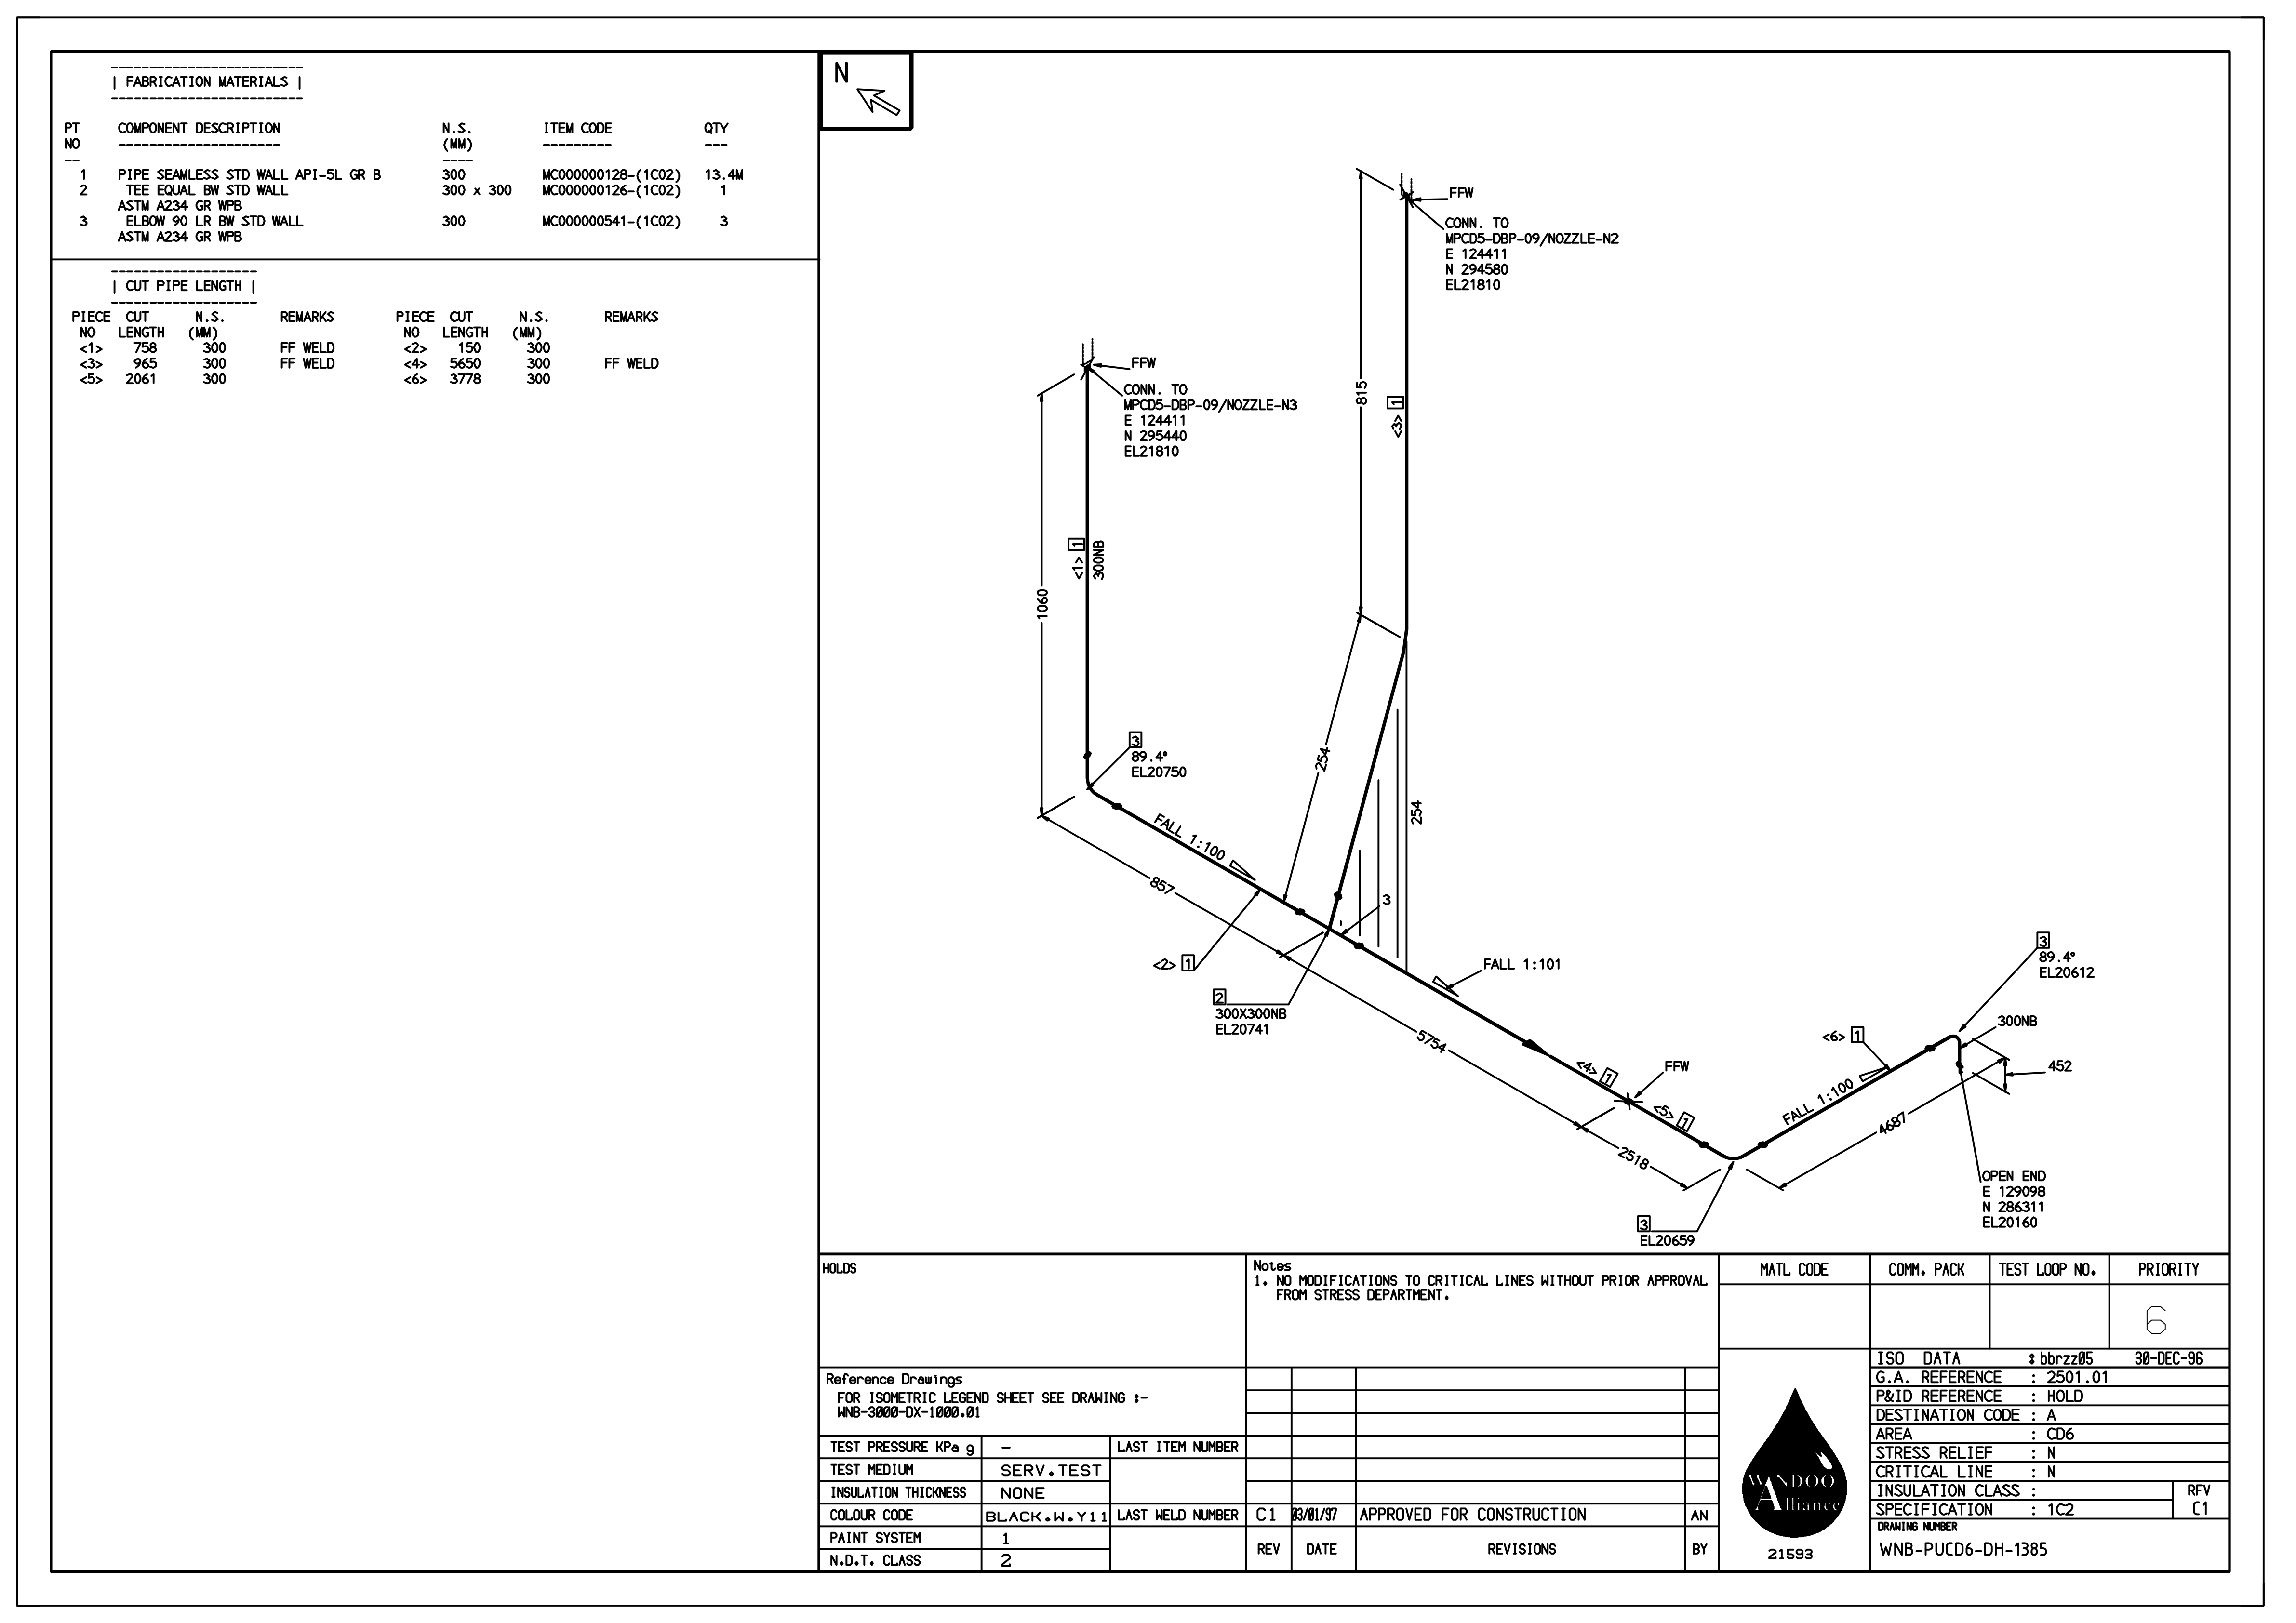 | FABRICATION MATERIALS |
PT NO COMPONENT DESCRIPTION N.S. (MM) ITEM CODE QTY
1 PIPE SEAMLESS STD WALL API-5L GR B 300 MC000000128-(1C02) 13.4M
2 TEE EQUAL BW STD WALL 300 x 300 MC000000126-(1C02) 1
ASTM A234 GR WPB
3 ELBOW 90 LR BW STD WALL 300 MC000000541-(1C02) 3
ASTM A234 GR WPB
| CUT PIPE LENGTH |
PIECE CUT N.S. REMARKS PIECE CUT N.S. REMARKS
NO LENGTH (MM) NO LENGTH (MM)
<1> 758 300 FF WELD <2> 150 300
<3> 965 300 FF WELD <4> 5650 300 FF WELD
<5> 2061 300 <6> 3778 300
N
FFW
CONN. TO
MPCD5-DBP-09/NOZZLE-N2
E 124411
N 294580
EL21810
FFW
CONN. TO
MPCD5-DBP-09/NOZZLE-N3
E 124411
N 295440
EL21810
815
<3> 1
1060
<1> 1
300NB
3
89.4°
EL20750
254
254
FALL 1:100
857
3
<2> 1
2
300X300NB
EL20741
FALL 1:101
5754
<4> 1
FFW
<5> 1
2518
3
EL20659
3
89.4°
EL20612
300NB
<6> 1
452
FALL 1:100
4687
OPEN END
E 129098
N 286311
EL20160
HOLDS
Notes
1. NO MODIFICATIONS TO CRITICAL LINES WITHOUT PRIOR APPROVAL
FROM STRESS DEPARTMENT.
MATL CODE COMM. PACK TEST LOOP NO. PRIORITY
6
Reference Drawings
FOR ISOMETRIC LEGEND SHEET SEE DRAWING :-
WNB-3000-DX-1000.01
TEST PRESSURE KPa g - LAST ITEM NUMBER
TEST MEDIUM SERV.TEST
INSULATION THICKNESS NONE
COLOUR CODE BLACK.W.Y11 LAST WELD NUMBER
PAINT SYSTEM 1
N.D.T. CLASS 2
C1 03/01/97 APPROVED FOR CONSTRUCTION AN
REV DATE REVISIONS BY
WANDOO
Alliance
21593
ISO DATA : bbrzz05 30-DEC-96
G.A. REFERENCE : 2501.01
P&ID REFERENCE : HOLD
DESTINATION CODE : A
AREA : CD6
STRESS RELIEF : N
CRITICAL LINE : N
INSULATION CLASS :
SPECIFICATION : 1C2
RFV
C1
DRAWING NUMBER
WNB-PUCD6-DH-1385